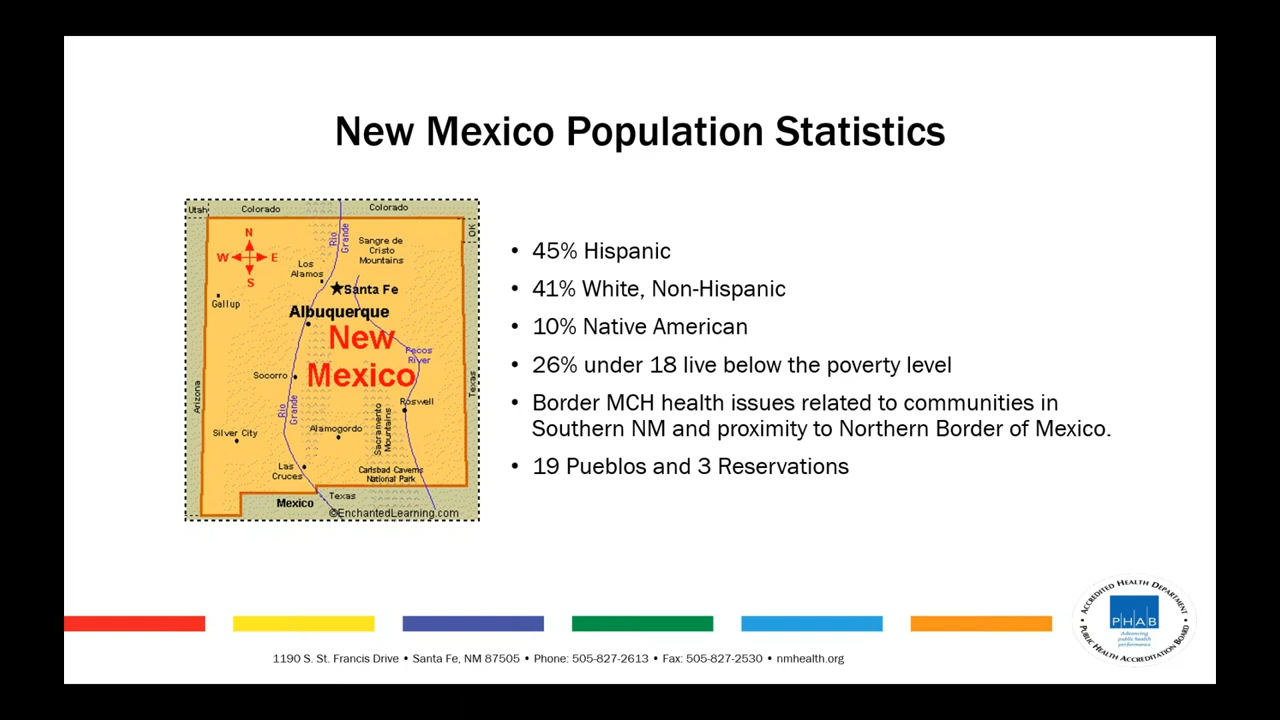 New Mexico Population Statistics
Utah
Colorado
Colorado
OK
N
W E
S
Rio
Grande
Sangre de
Cristo
Mountains
Los
Alamos
Santa Fe
Gallup
Albuquerque
New
Mexico
Pecos
River
Socorro
Arizona
Texas
Rio
Grande
Roswell
Silver City
Alamogordo
Sacramento
Mountains
Las
Cruces
Carlsbad Caverns
National Park
Mexico
Texas
©EnchantedLearning.com
• 45% Hispanic
• 41% White, Non-Hispanic
• 10% Native American
• 26% under 18 live below the poverty level
• Border MCH health issues related to communities in
Southern NM and proximity to Northern Border of Mexico.
• 19 Pueblos and 3 Reservations
ACCREDITED HEALTH DEPARTMENT
PHAB
Advancing
public health
performance
PUBLIC HEALTH ACCREDITATION BOARD
1190 S. St. Francis Drive • Santa Fe, NM 87505 • Phone: 505-827-2613 • Fax: 505-827-2530 • nmhealth.org